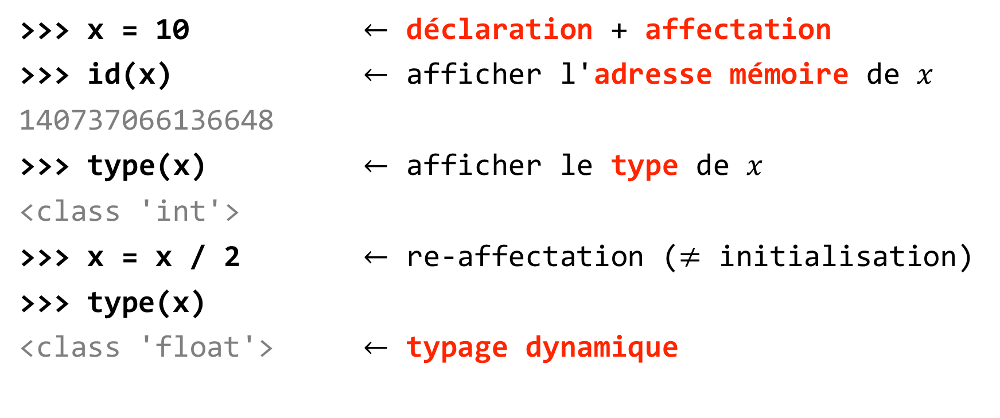 >>> x = 10 ← déclaration + affectation
>>> id(x) ← afficher l'adresse mémoire de x
140737066136648
>>> type(x) ← afficher le type de x
<class 'int'>
>>> x = x / 2 ← re-affectation (≠ initialisation)
>>> type(x)
<class 'float'> ← typage dynamique